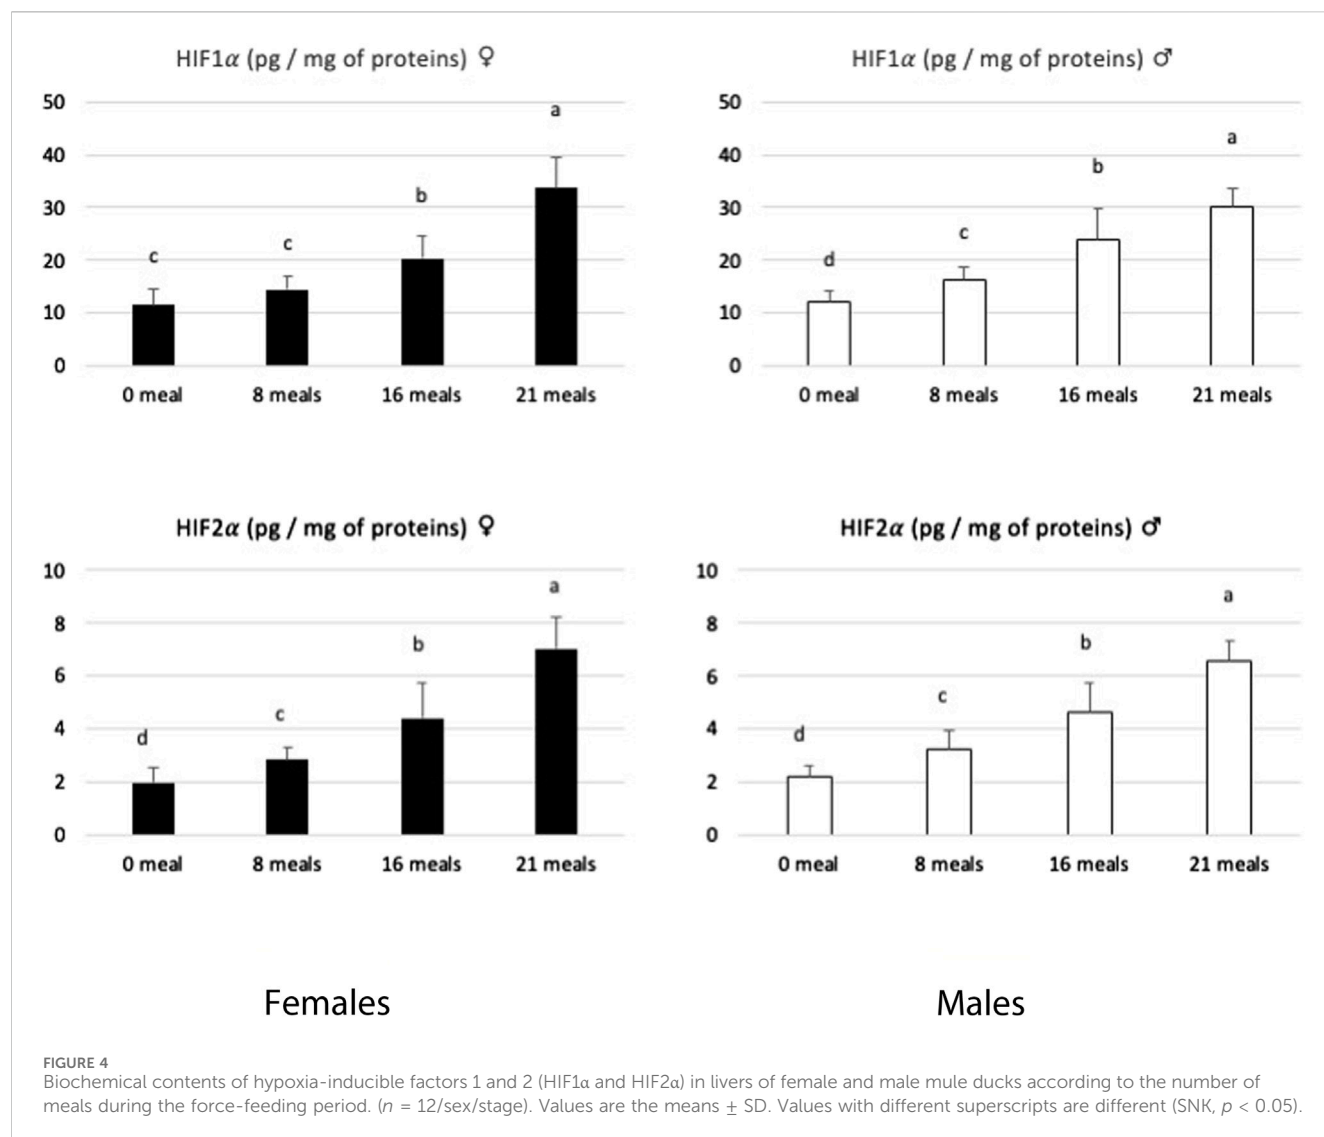 HIF1α (pg / mg of proteins) ♀
50
40
30
20
10
0
c
c
b
a
0 meal 8 meals 16 meals 21 meals
HIF1α (pg / mg of proteins) ♂
50
40
30
20
10
0
d
c
b
a
0 meal 8 meals 16 meals 21 meals
HIF2α (pg / mg of proteins) ♀
10
8
6
4
2
0
d
c
b
a
0 meal 8 meals 16 meals 21 meals
HIF2α (pg / mg of proteins) ♂
10
8
6
4
2
0
d
c
b
a
0 meal 8 meals 16 meals 21 meals
Females
Males
FIGURE 4
Biochemical contents of hypoxia-inducible factors 1 and 2 (HIF1α and HIF2α) in livers of female and male mule ducks according to the number of
meals during the force-feeding period. (n = 12/sex/stage). Values are the means ± SD. Values with different superscripts are different (SNK, p < 0.05).